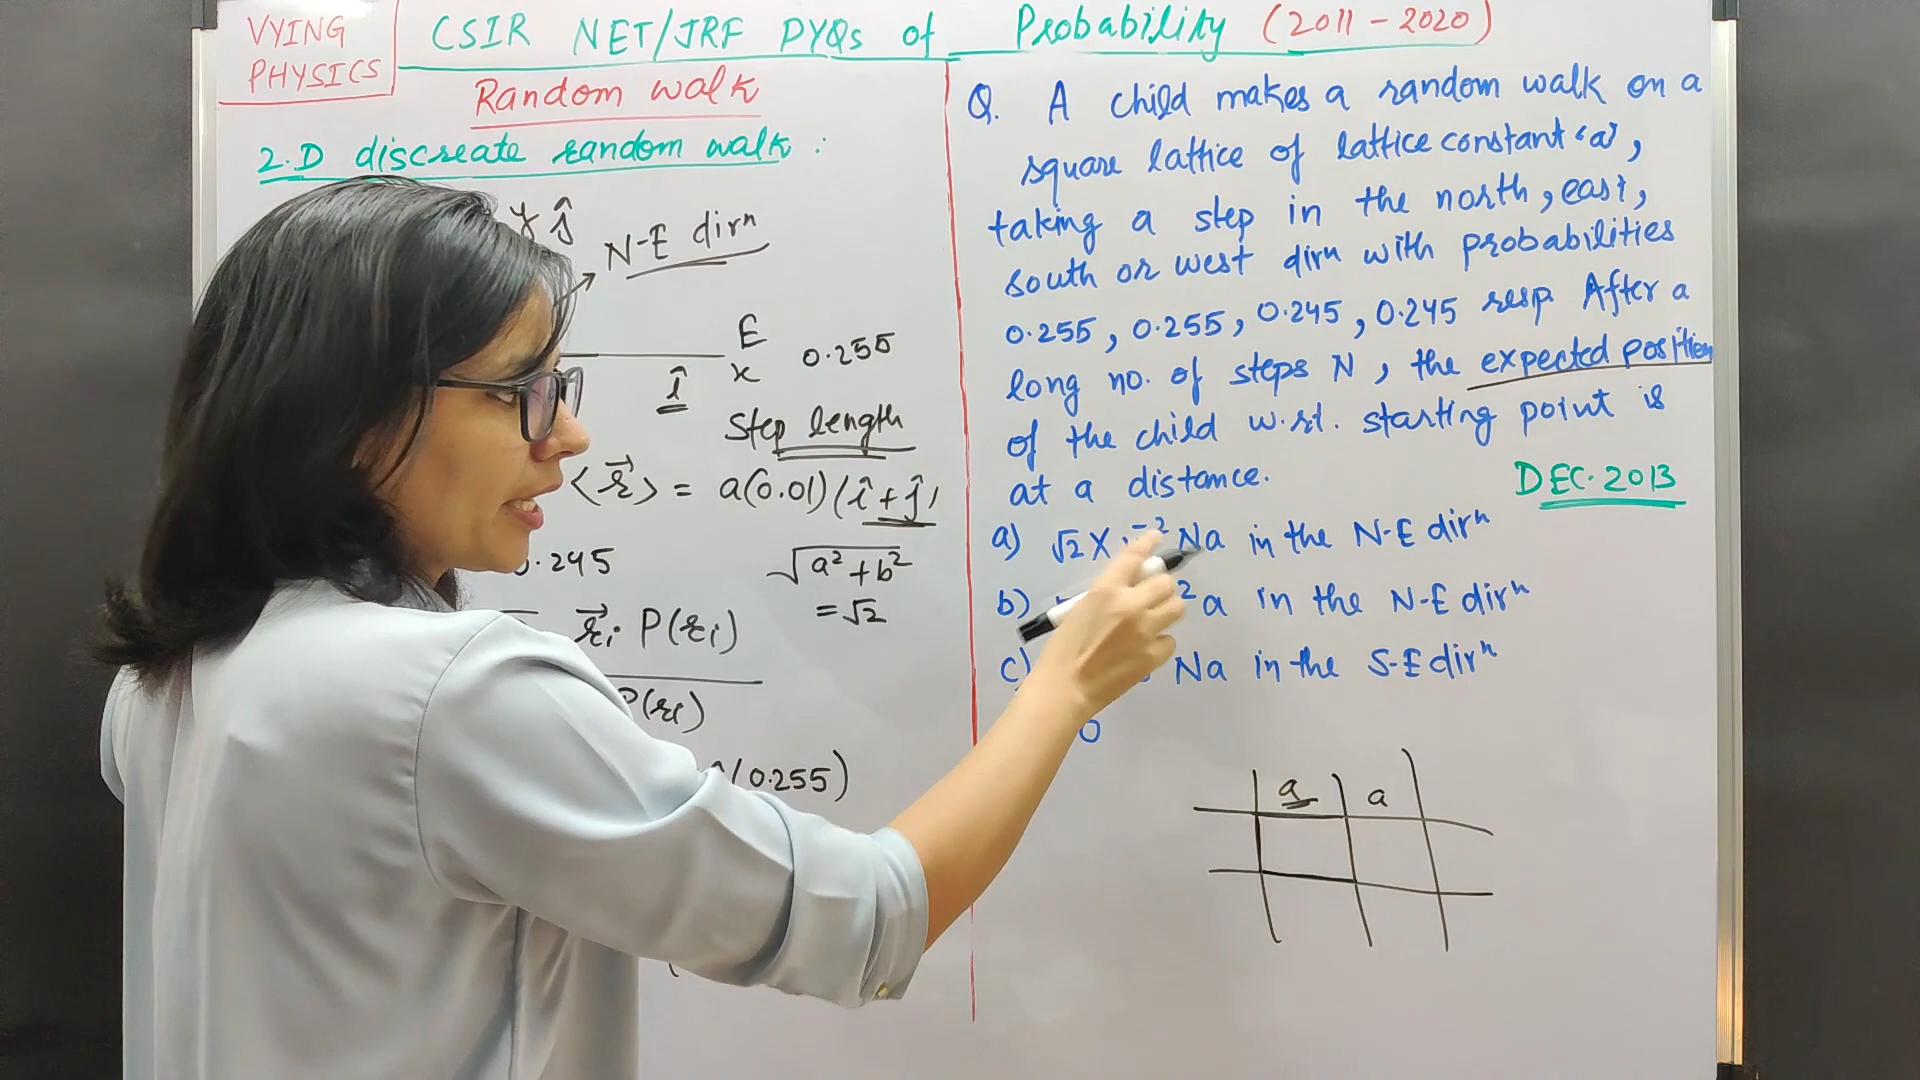 VYING
PHYSICS
CSIR NET/JRF PYQs of Probability (2011-2020)
Random walk
2.D discreate random walk :
y ĵ
N-E dirⁿ
E
x
0.255
î
Step length
⟨r⃗⟩ = a(0.01)(î+ĵ)
.245
√a²+b²
=√2
r⃗i P(ri)
P(ri)
(0.255)
Q. A child makes a random walk on a
square lattice of lattice constant 'a',
taking a step in the north, east,
south or west dirn with probabilities
0.255, 0.255, 0.245, 0.245 resp. After a
long no. of steps N, the expected position
of the child w.r.t. starting point is
at a distance.
DEC. 2013
a) √2 X Na in the N-E dirⁿ
b) ²a in the N-E dirⁿ
c) Na in the S-E dirⁿ
0
a a